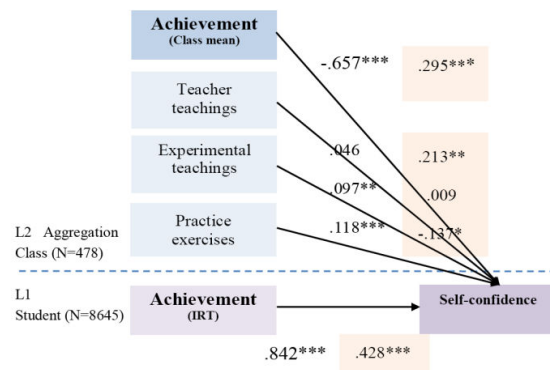 Achievement
(Class mean)
-.657*** .295***
Teacher
teachings
.046
Experimental
teachings
.213**
.097** .009
Practice
exercises
.118*** -.137*
L2 Aggregation
Class (N=478)
L1
Student (N=8645)
Achievement
(IRT)
Self-confidence
.842*** .428***